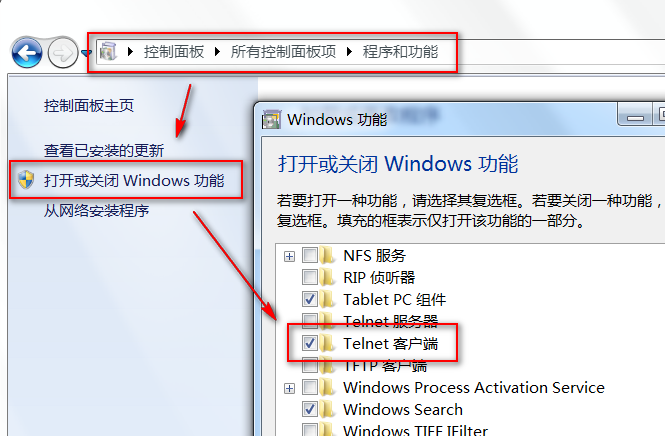 控制面板 ▸ 所有控制面板项 ▸ 程序和功能
控制面板主页
查看已安装的更新
打开或关闭 Windows 功能
从网络安装程序
Windows 功能
打开或关闭 Windows 功能
若要打开一种功能，请选择其复选框。若要关闭一种功能，
复选框。填充的框表示仅打开该功能的一部分。
NFS 服务
RIP 侦听器
Tablet PC 组件
Telnet 服务器
Telnet 客户端
TFTP 客户端
Windows Process Activation Service
Windows Search
Windows TIFF IFilter